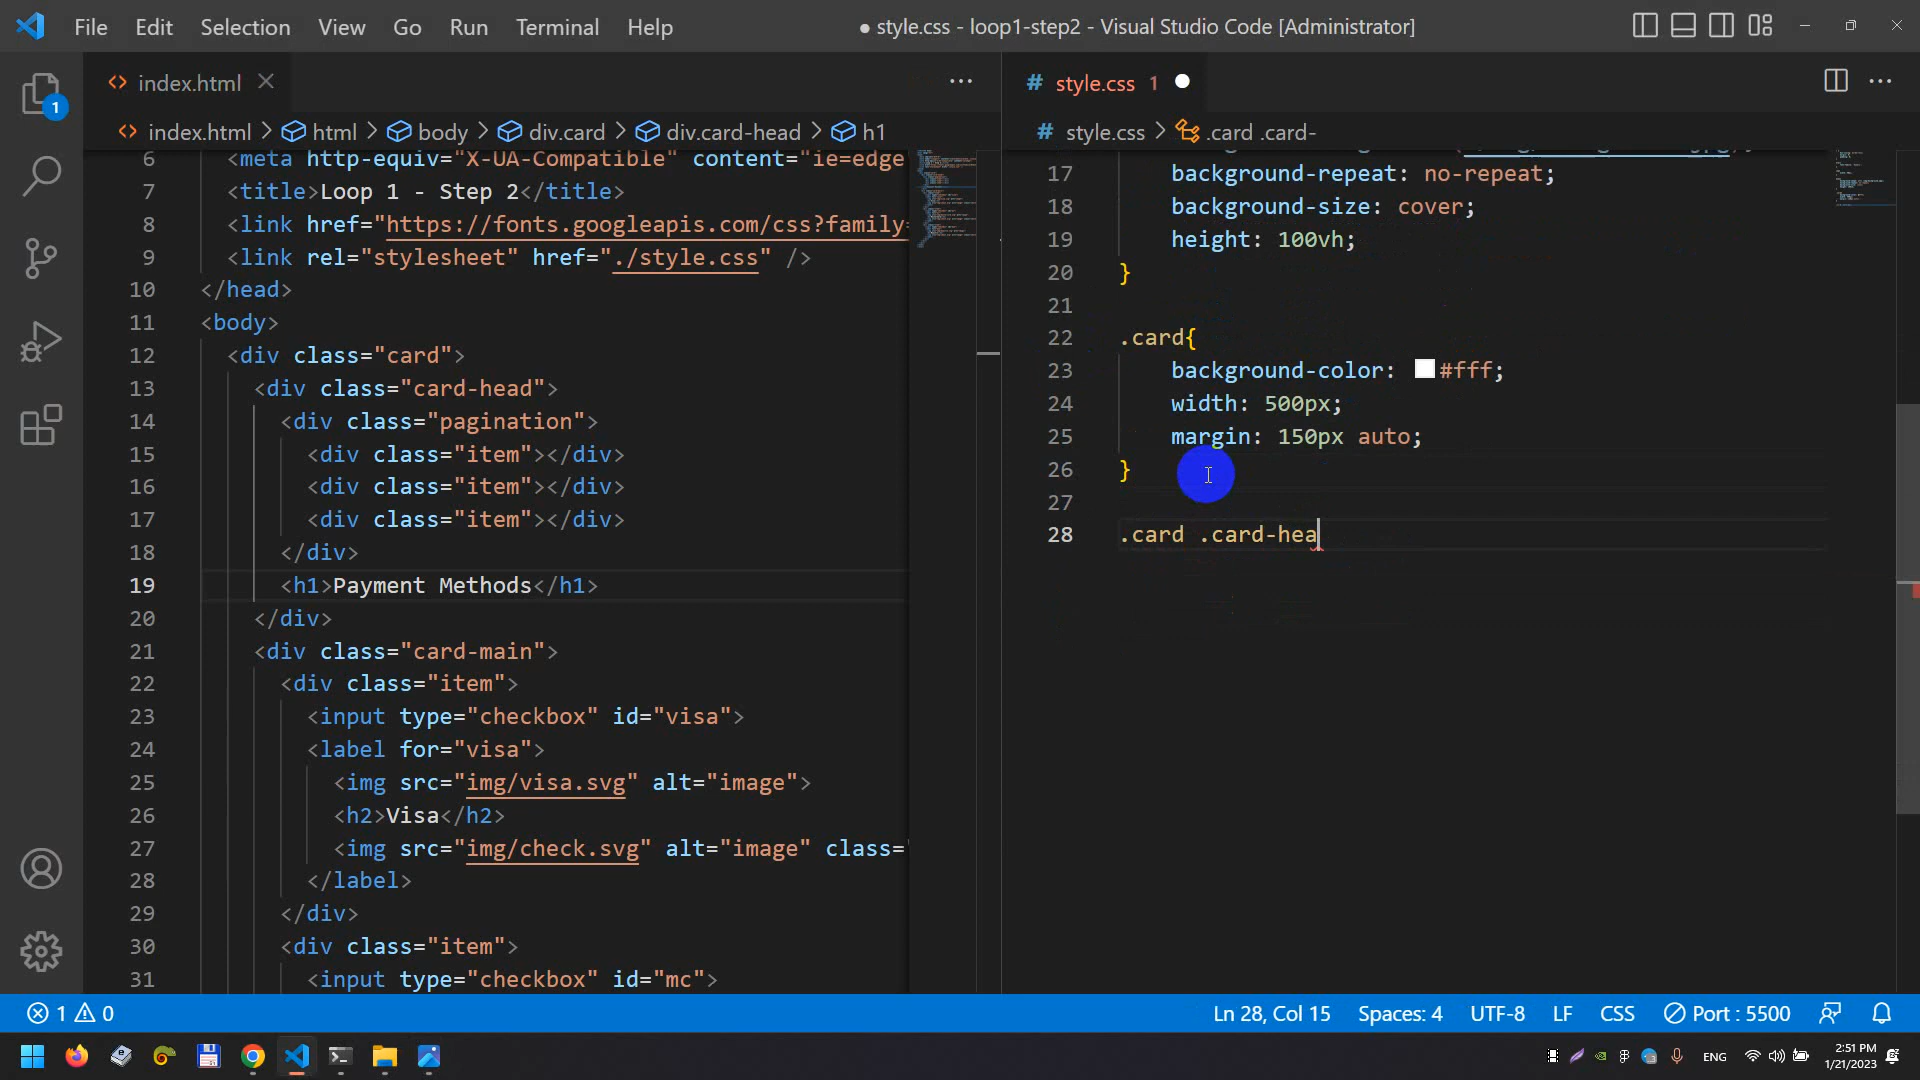 File Edit Selection View Go Run Terminal Help
● style.css - loop1-step2 - Visual Studio Code [Administrator]
1
<> index.html
<> index.html > html > body > div.card > div.card-head > h1
6 <meta http-equiv="X-UA-Compatible" content="ie=edge
7 <title>Loop 1 - Step 2</title>
8 <link href="https://fonts.googleapis.com/css?family=
9 <link rel="stylesheet" href="./style.css" />
10 </head>
11 <body>
12 <div class="card">
13 <div class="card-head">
14 <div class="pagination">
15 <div class="item"></div>
16 <div class="item"></div>
17 <div class="item"></div>
18 </div>
19 <h1>Payment Methods</h1>
20 </div>
21 <div class="card-main">
22 <div class="item">
23 <input type="checkbox" id="visa">
24 <label for="visa">
25 <img src="img/visa.svg" alt="image">
26 <h2>Visa</h2>
27 <img src="img/check.svg" alt="image" class="
28 </label>
29 </div>
30 <div class="item">
31 <input type="checkbox" id="mc">
# style.css 1
# style.css > .card .card-
17 background-repeat: no-repeat;
18 background-size: cover;
19 height: 100vh;
20 }
21
22 .card{
23 background-color: #fff;
24 width: 500px;
25 margin: 150px auto;
26 }
27
28 .card .card-hea
1 0
Ln 28, Col 15 Spaces: 4 UTF-8 LF CSS Port : 5500
ENG
2:51 PM
1/21/2023